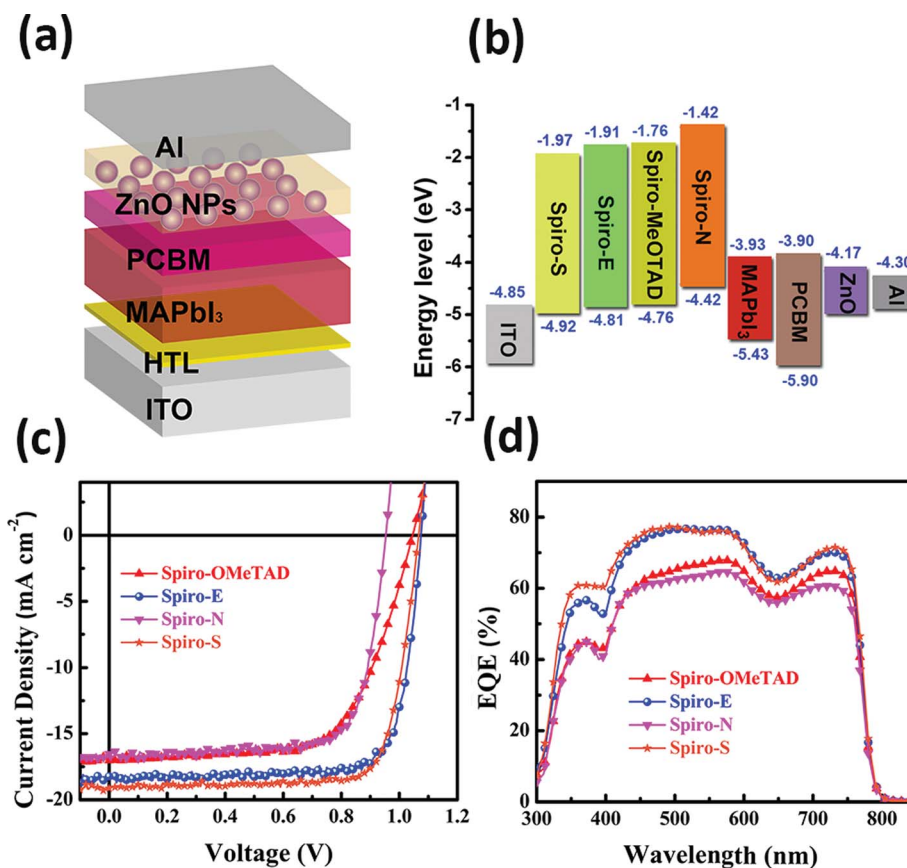 (a)
Al
ZnO NPs
PCBM
MAPbI₃
HTL
ITO
(b)
Energy level (eV)
-1
-2
-3
-4
-5
-6
-7
-4.85
ITO
-1.97
Spiro-S
-4.92
-1.91
Spiro-E
-4.81
-1.76
Spiro-MeOTAD
-4.76
-1.42
Spiro-N
-4.42
-3.93
MAPbI₃
-5.43
-3.90
PCBM
-5.90
-4.17
ZnO
-4.30
Al
(c)
Current Density (mA cm⁻²)
0
-5
-10
-15
-20
Spiro-OMeTAD
Spiro-E
Spiro-N
Spiro-S
0.0 0.2 0.4 0.6 0.8 1.0 1.2
Voltage (V)
(d)
EQE (%)
80
60
40
20
0
Spiro-OMeTAD
Spiro-E
Spiro-N
Spiro-S
300 400 500 600 700 800
Wavelength (nm)